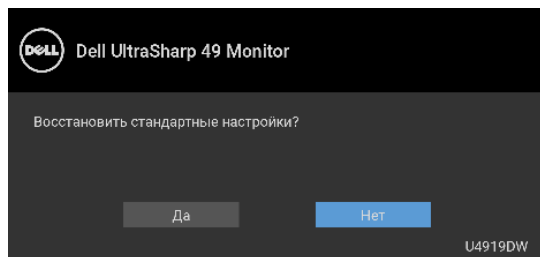 DELL
Dell UltraSharp 49 Monitor
Восстановить стандартные настройки?
Да
Нет
U4919DW